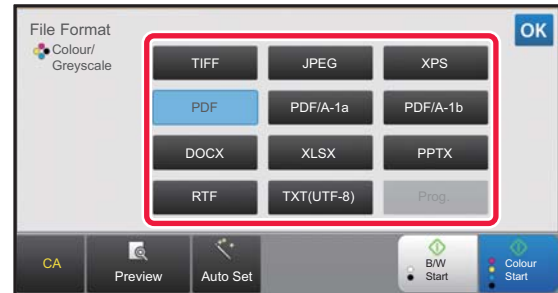 File Format
OK
Colour/
Greyscale
TIFF
JPEG
XPS
PDF
PDF/A-1a
PDF/A-1b
DOCX
XLSX
PPTX
RTF
TXT(UTF-8)
Prog.
CA
Preview
Auto Set
B/W
Start
Colour
Start